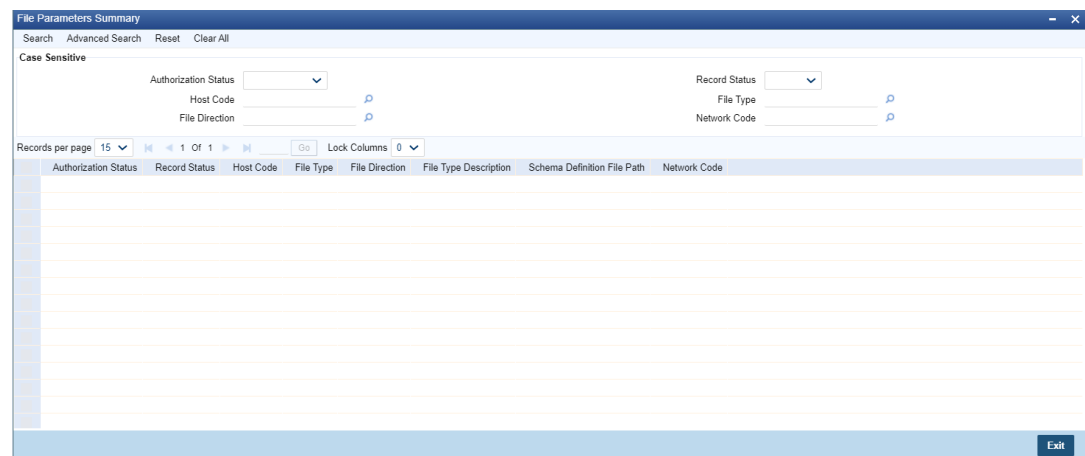 File Parameters Summary
Search Advanced Search Reset Clear All
Case Sensitive
Authorization Status Record Status
Host Code File Type
File Direction Network Code
Records per page 15 1 Of 1 Go Lock Columns 0
Authorization Status Record Status Host Code File Type File Direction File Type Description Schema Definition File Path Network Code
Exit